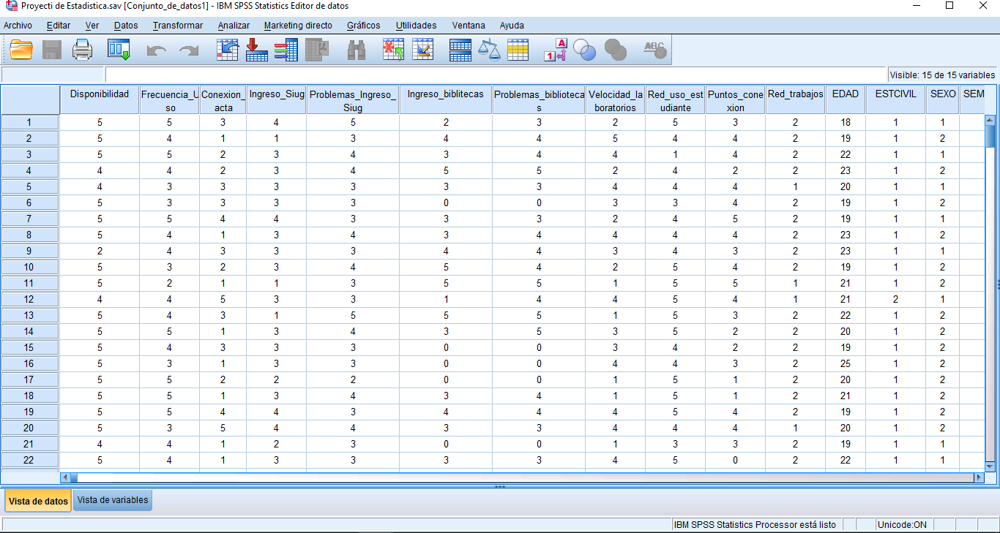 Proyecti de Estadistica.sav [Conjunto_de_datos1] - IBM SPSS Statistics Editor de datos
Archivo Editar Ver Datos Transformar Analizar Marketing directo Gráficos Utilidades Ventana Ayuda
Visible: 15 de 15 variables
Disponibilidad Frecuencia_Uso Conexion_acta Ingreso_Siug Problemas_Ingreso_Siug Ingreso_biblitecas Problemas_bibliotecas Velocidad_laboratorios Red_uso_estudiante Puntos_conexion Red_trabajos EDAD ESTCIVIL SEXO SEM
1 5 5 3 4 5 2 3 2 5 3 2 18 1 1
2 5 4 1 1 3 4 4 5 4 4 2 19 1 2
3 5 5 2 3 4 3 4 4 1 4 2 22 1 1
4 4 4 2 3 4 5 5 2 4 2 2 23 1 2
5 4 3 3 3 3 3 3 4 4 4 1 20 1 1
6 5 3 3 3 3 0 0 3 3 4 2 19 1 2
7 5 5 4 4 3 3 3 2 4 5 2 19 1 1
8 5 4 1 3 4 3 4 4 4 4 2 23 1 2
9 2 4 3 3 3 4 4 3 4 3 2 23 1 1
10 5 3 2 3 4 5 4 2 5 4 2 19 1 2
11 5 2 1 1 3 5 5 1 5 5 1 21 1 2
12 4 4 5 3 3 1 4 4 5 4 1 21 2 1
13 5 4 3 1 5 5 5 1 5 3 2 22 1 2
14 5 5 1 3 4 3 5 3 5 2 2 20 1 2
15 5 4 3 3 3 0 0 3 4 2 2 19 1 2
16 5 3 1 3 3 0 0 4 4 3 2 25 1 2
17 5 5 2 2 2 0 0 1 5 1 2 20 1 2
18 5 5 1 3 4 3 4 1 5 1 2 21 1 2
19 5 5 4 4 3 4 4 4 5 4 2 19 1 2
20 5 3 5 4 4 3 3 4 4 4 1 20 1 2
21 4 4 1 2 3 0 0 1 3 3 2 19 1 1
22 5 4 1 3 3 3 3 4 5 0 2 22 1 1
Vista de datos Vista de variables
IBM SPSS Statistics Processor está listo Unicode:ON